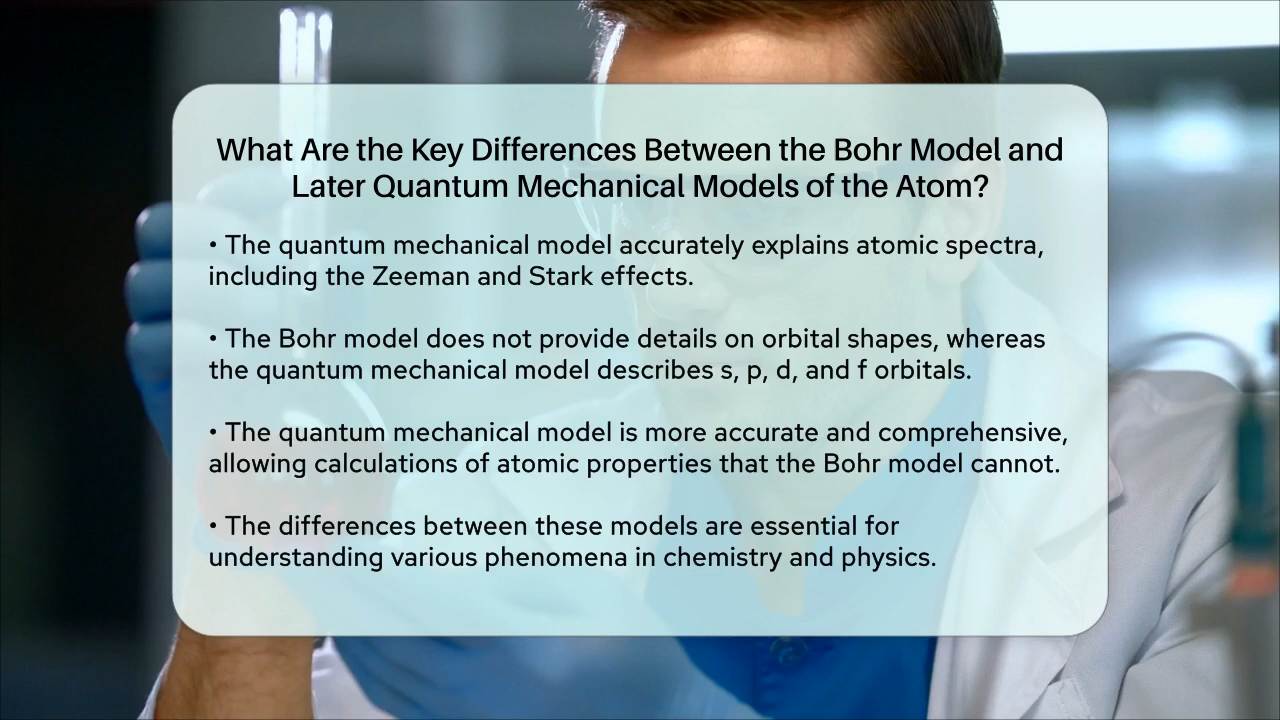 What Are the Key Differences Between the Bohr Model and
Later Quantum Mechanical Models of the Atom?
• The quantum mechanical model accurately explains atomic spectra,
including the Zeeman and Stark effects.
• The Bohr model does not provide details on orbital shapes, whereas
the quantum mechanical model describes s, p, d, and f orbitals.
• The quantum mechanical model is more accurate and comprehensive,
allowing calculations of atomic properties that the Bohr model cannot.
• The differences between these models are essential for
understanding various phenomena in chemistry and physics.